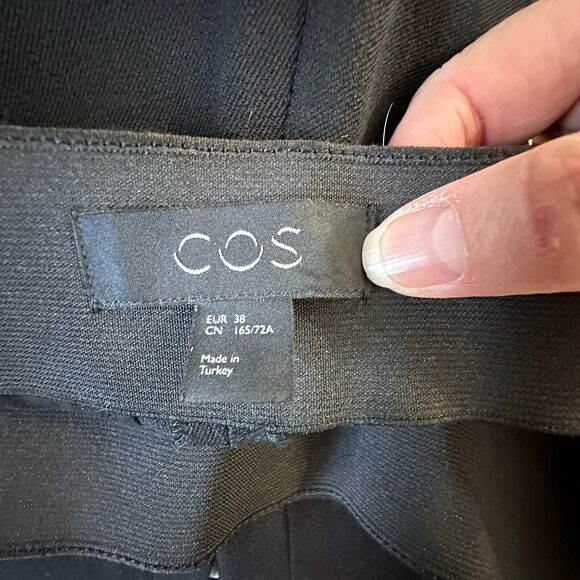 COS
EUR 38
CN 165/72A
Made in
Turkey